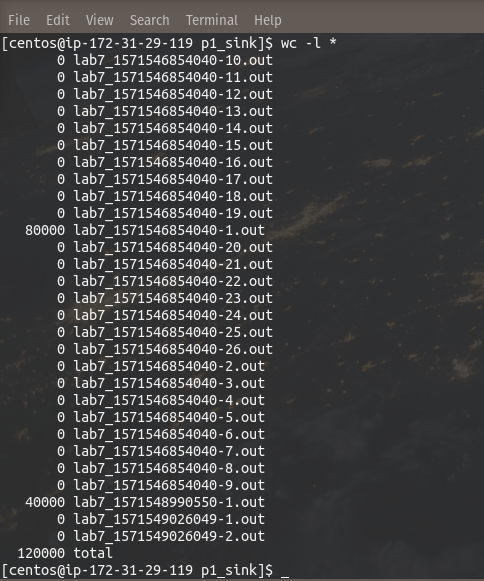 File Edit View Search Terminal Help
[centos@ip-172-31-29-119 p1_sink]$ wc -l *
0 lab7_1571546854040-10.out
0 lab7_1571546854040-11.out
0 lab7_1571546854040-12.out
0 lab7_1571546854040-13.out
0 lab7_1571546854040-14.out
0 lab7_1571546854040-15.out
0 lab7_1571546854040-16.out
0 lab7_1571546854040-17.out
0 lab7_1571546854040-18.out
0 lab7_1571546854040-19.out
80000 lab7_1571546854040-1.out
0 lab7_1571546854040-20.out
0 lab7_1571546854040-21.out
0 lab7_1571546854040-22.out
0 lab7_1571546854040-23.out
0 lab7_1571546854040-24.out
0 lab7_1571546854040-25.out
0 lab7_1571546854040-26.out
0 lab7_1571546854040-2.out
0 lab7_1571546854040-3.out
0 lab7_1571546854040-4.out
0 lab7_1571546854040-5.out
0 lab7_1571546854040-6.out
0 lab7_1571546854040-7.out
0 lab7_1571546854040-8.out
0 lab7_1571546854040-9.out
40000 lab7_1571548990550-1.out
0 lab7_1571549026049-1.out
0 lab7_1571549026049-2.out
120000 total
[centos@ip-172-31-29-119 p1_sink]$ _